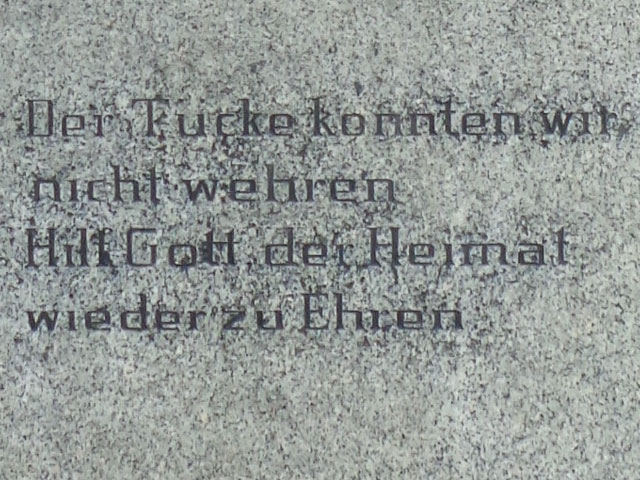 Der Tücke konnten wir
nicht wehren
Hilf Gott der Heimat
wieder zu Ehren